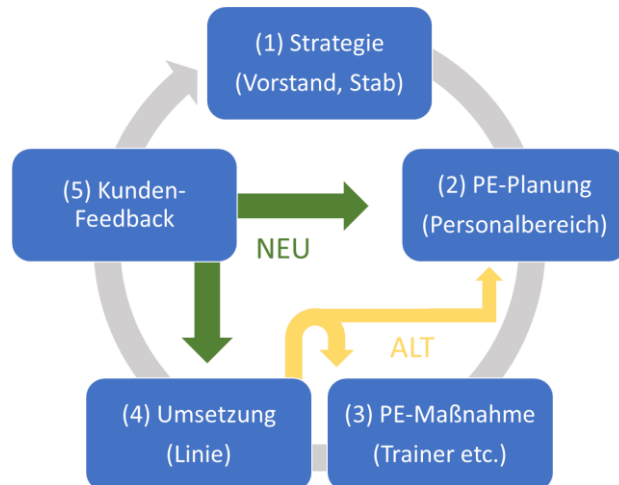 (1) Strategie
(Vorstand, Stab)
(2) PE-Planung
(Personalbereich)
(5) Kunden-
Feedback
NEU
ALT
(4) Umsetzung
(Linie)
(3) PE-Maßnahme
(Trainer etc.)